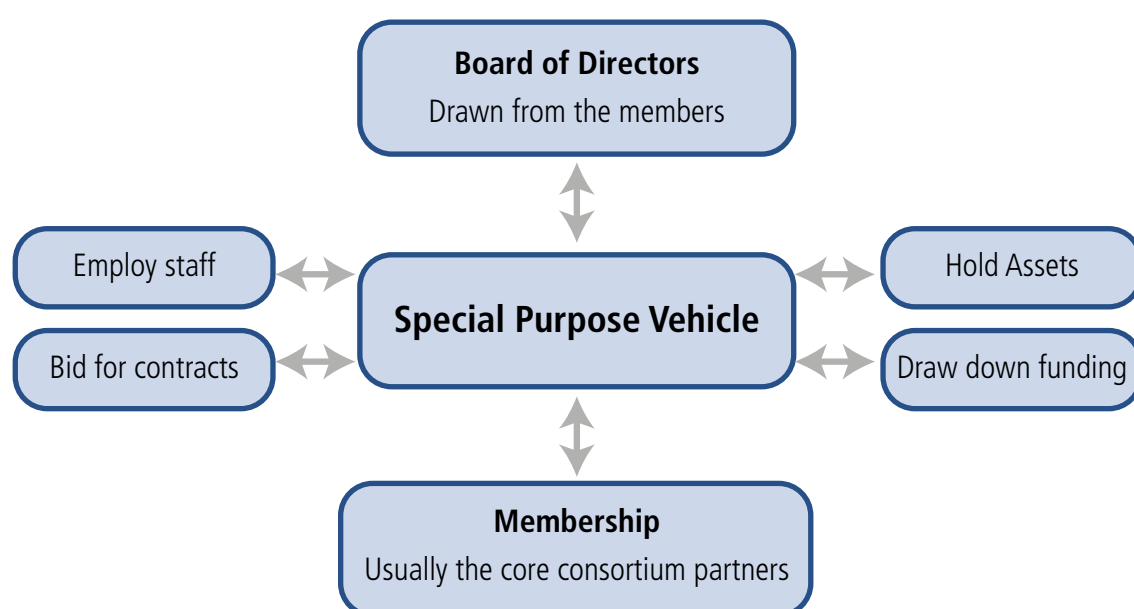 Board of Directors
Drawn from the members
Employ staff
Hold Assets
Special Purpose Vehicle
Bid for contracts
Draw down funding
Membership
Usually the core consortium partners